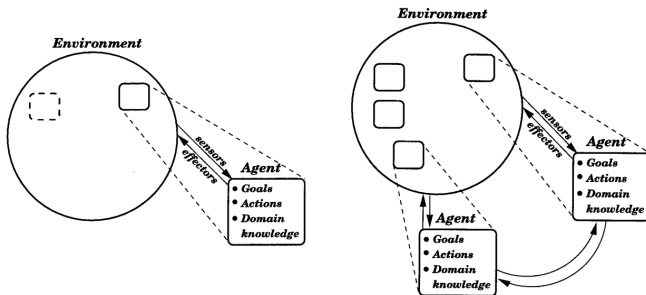 Environment
sensors
effectors
Agent
• Goals
• Actions
• Domain
knowledge
Environment
sensors
effectors
Agent
• Goals
• Actions
• Domain
knowledge
Agent
• Goals
• Actions
• Domain
knowledge